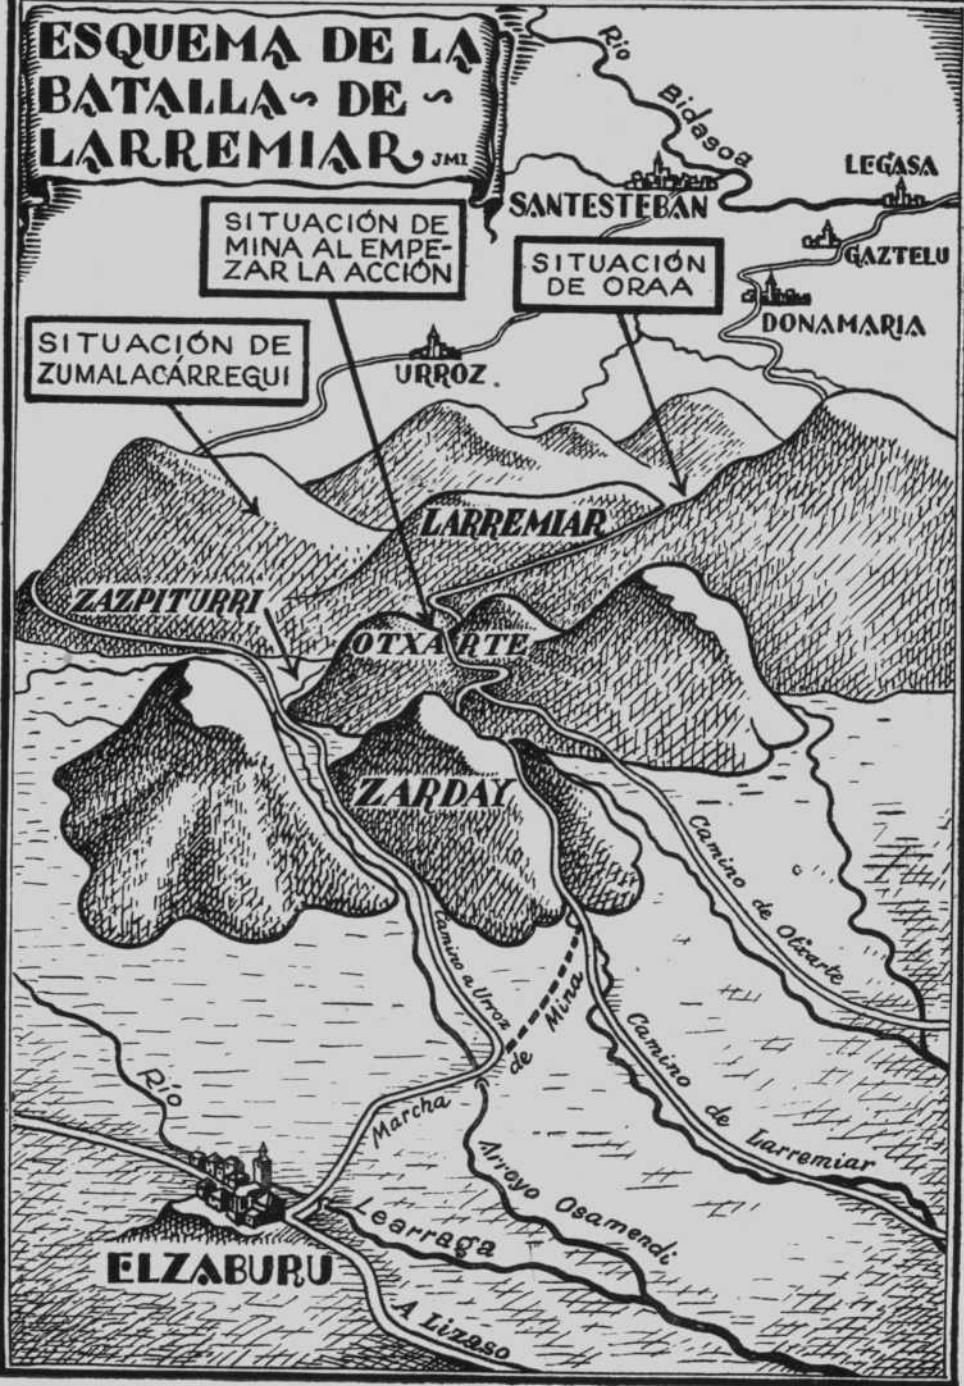 ESQUEMA DE LA
BATALLA ~ DE ~
LARREMIAR. JMI
Río
Bidasoa
LEGASA
SANTESTEBAN
GAZTELU
DONAMARIA
SITUACIÓN DE
MINA AL EMPE-
ZAR LA ACCIÓN
SITUACIÓN
DE ORAA
SITUACIÓN DE
ZUMALACÁRREGUI
URROZ.
LARREMIAR
ZAZPITURRI
OTXARTE
ZARDAY
Camino de Otxarte
Camino a Urroz
Marcha de Mina
Camino de Larremiar
Río
Learraga
Arroyo Osamendi
ELZABURU
A Lizaso